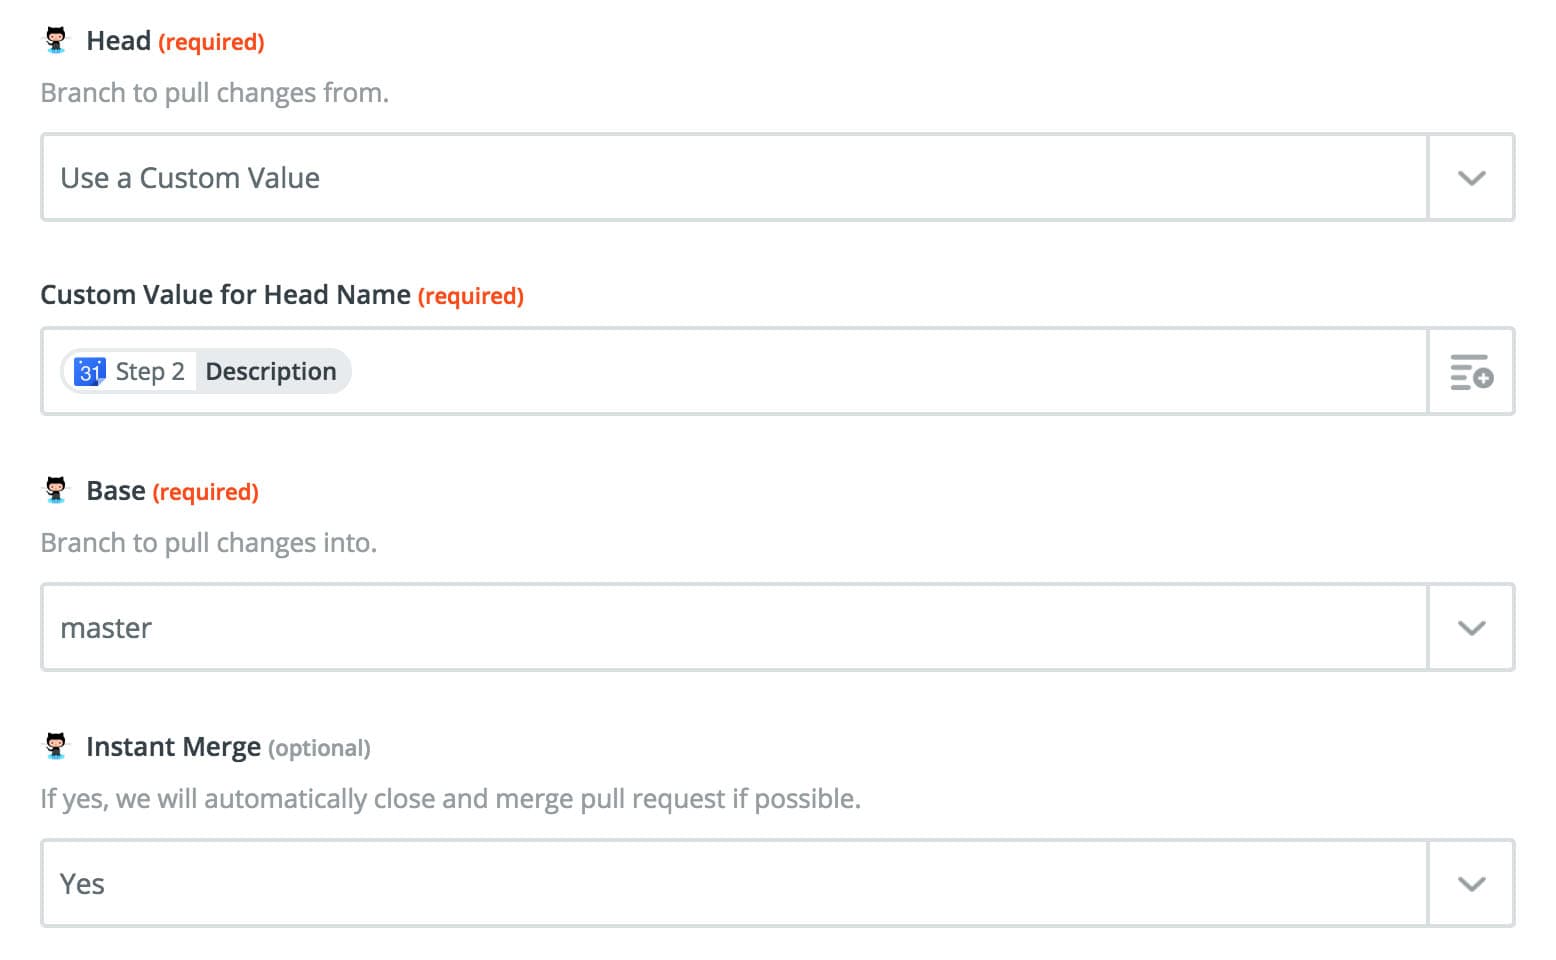 Head (required)
Branch to pull changes from.
Use a Custom Value
Custom Value for Head Name (required)
31 Step 2 Description
Base (required)
Branch to pull changes into.
master
Instant Merge (optional)
If yes, we will automatically close and merge pull request if possible.
Yes